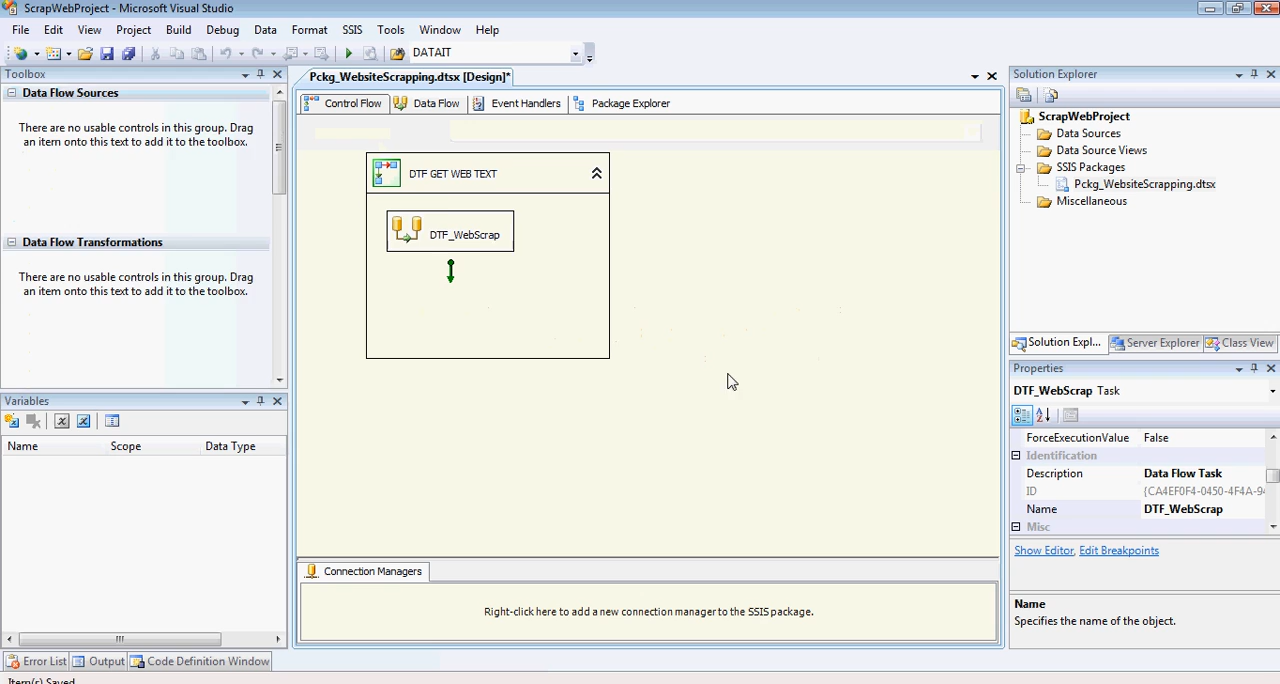 ScrapWebProject - Microsoft Visual Studio
File Edit View Project Build Debug Data Format SSIS Tools Window Help
DATAIT
Toolbox
Data Flow Sources
There are no usable controls in this group. Drag
an item onto this text to add it to the toolbox.
Data Flow Transformations
There are no usable controls in this group. Drag
an item onto this text to add it to the toolbox.
Variables
Name Scope Data Type
Error List Output Code Definition Window
Item(s) Saved
Pckg_WebsiteScrapping.dtsx [Design]*
Control Flow Data Flow Event Handlers Package Explorer
DTF GET WEB TEXT
DTF_WebScrap
Connection Managers
Right-click here to add a new connection manager to the SSIS package.
Solution Explorer
ScrapWebProject
Data Sources
Data Source Views
SSIS Packages
Pckg_WebsiteScrapping.dtsx
Miscellaneous
Solution Expl... Server Explorer Class View
Properties
DTF_WebScrap Task
ForceExecutionValue False
Identification
Description Data Flow Task
ID {CA4EF0F4-0450-4F4A-94
Name DTF_WebScrap
Misc
Show Editor, Edit Breakpoints
Name
Specifies the name of the object.